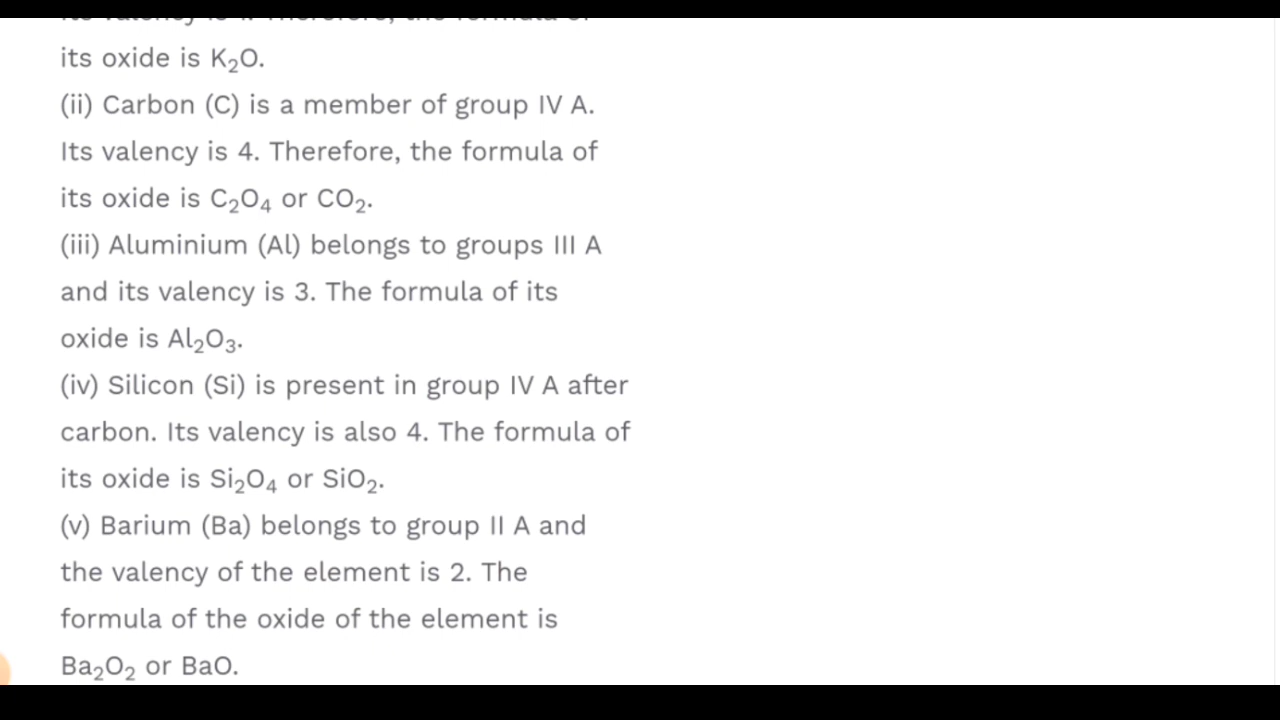 its oxide is K₂O.
(ii) Carbon (C) is a member of group IV A.
Its valency is 4. Therefore, the formula of
its oxide is C₂O₄ or CO₂.
(iii) Aluminium (Al) belongs to groups III A
and its valency is 3. The formula of its
oxide is Al₂O₃.
(iv) Silicon (Si) is present in group IV A after
carbon. Its valency is also 4. The formula of
its oxide is Si₂O₄ or SiO₂.
(v) Barium (Ba) belongs to group II A and
the valency of the element is 2. The
formula of the oxide of the element is
Ba₂O₂ or BaO.